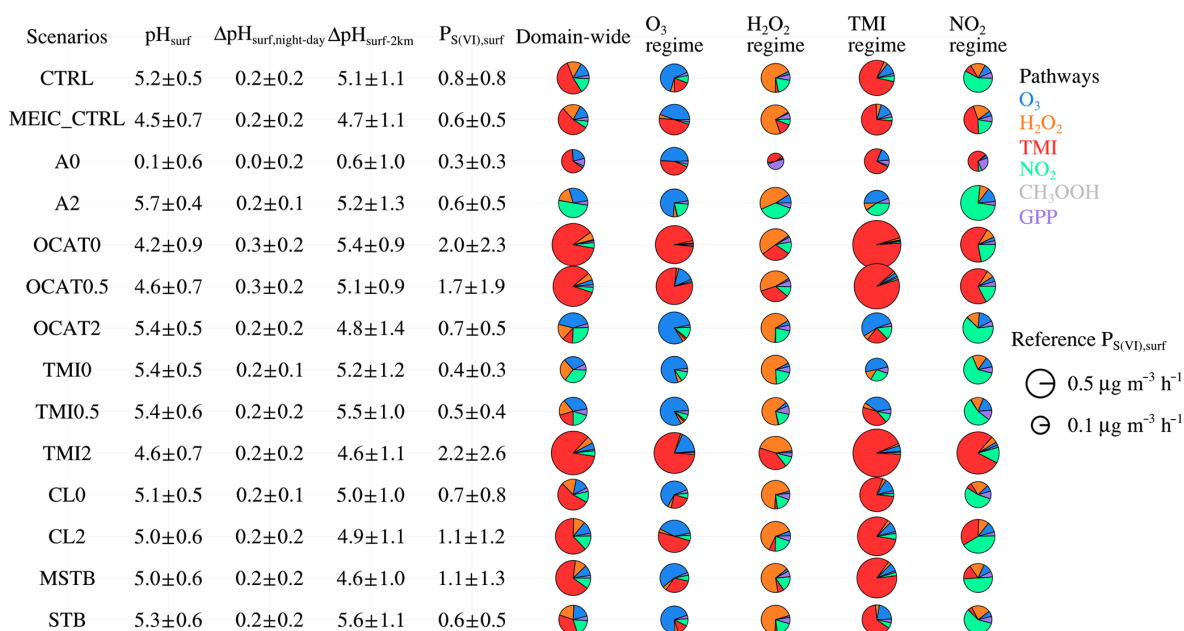 Scenarios pHsurf ΔpHsurf,night-day ΔpHsurf-2km PS(VI),surf Domain-wide O3 regime H2O2 regime TMI regime NO2 regime
CTRL 5.2±0.5 0.2±0.2 5.1±1.1 0.8±0.8
MEIC_CTRL 4.5±0.7 0.2±0.2 4.7±1.1 0.6±0.5
A0 0.1±0.6 0.0±0.2 0.6±1.0 0.3±0.3
A2 5.7±0.4 0.2±0.1 5.2±1.3 0.6±0.5
OCAT0 4.2±0.9 0.3±0.2 5.4±0.9 2.0±2.3
OCAT0.5 4.6±0.7 0.3±0.2 5.1±0.9 1.7±1.9
OCAT2 5.4±0.5 0.2±0.2 4.8±1.4 0.7±0.5
TMI0 5.4±0.5 0.2±0.1 5.2±1.2 0.4±0.3
TMI0.5 5.4±0.6 0.2±0.2 5.5±1.0 0.5±0.4
TMI2 4.6±0.7 0.2±0.2 4.6±1.1 2.2±2.6
CL0 5.1±0.5 0.2±0.1 5.0±1.0 0.7±0.8
CL2 5.0±0.6 0.2±0.2 4.9±1.1 1.1±1.2
MSTB 5.0±0.6 0.2±0.2 4.6±1.0 1.1±1.3
STB 5.3±0.6 0.2±0.2 5.6±1.1 0.6±0.5
Pathways
O3
H2O2
TMI
NO2
CH3OOH
GPP
Reference PS(VI),surf
0.5 μg m⁻³ h⁻¹
0.1 μg m⁻³ h⁻¹